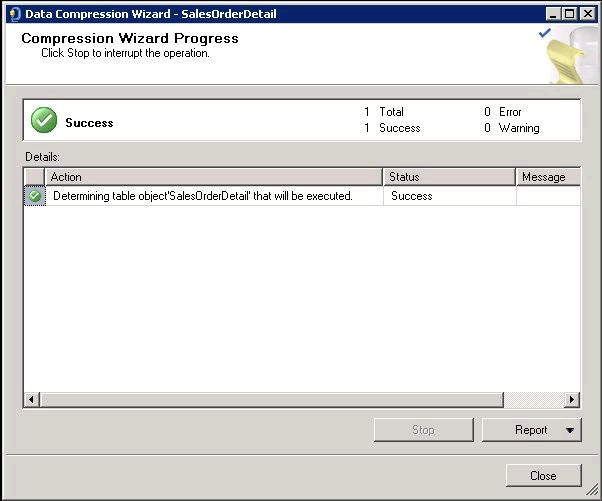 Data Compression Wizard - SalesOrderDetail
Compression Wizard Progress
Click Stop to interrupt the operation.
Success
1 Total 0 Error
1 Success 0 Warning
Details:
Action Status Message
Determining table object'SalesOrderDetail' that will be executed. Success
Stop Report
Close